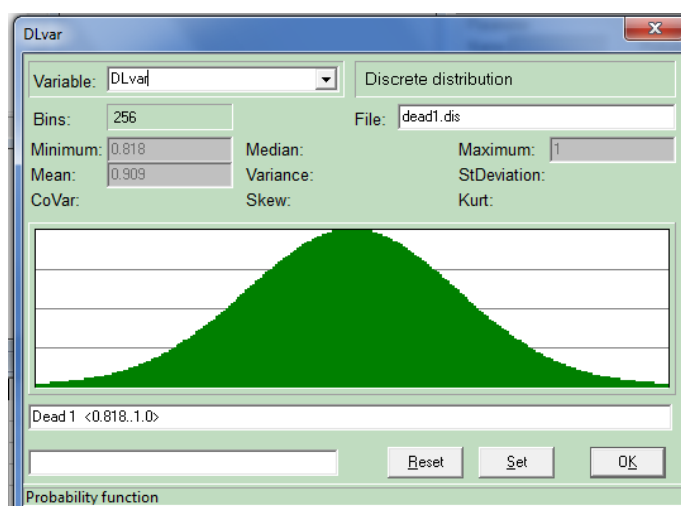 DLvar
Variable: DLvar Discrete distribution
Bins: 256 File: dead1.dis
Minimum: 0.818 Median: Maximum: 1
Mean: 0.909 Variance: StDeviation:
CoVar: Skew: Kurt:
Dead 1 <0.818..1.0>
Reset Set OK
Probability function